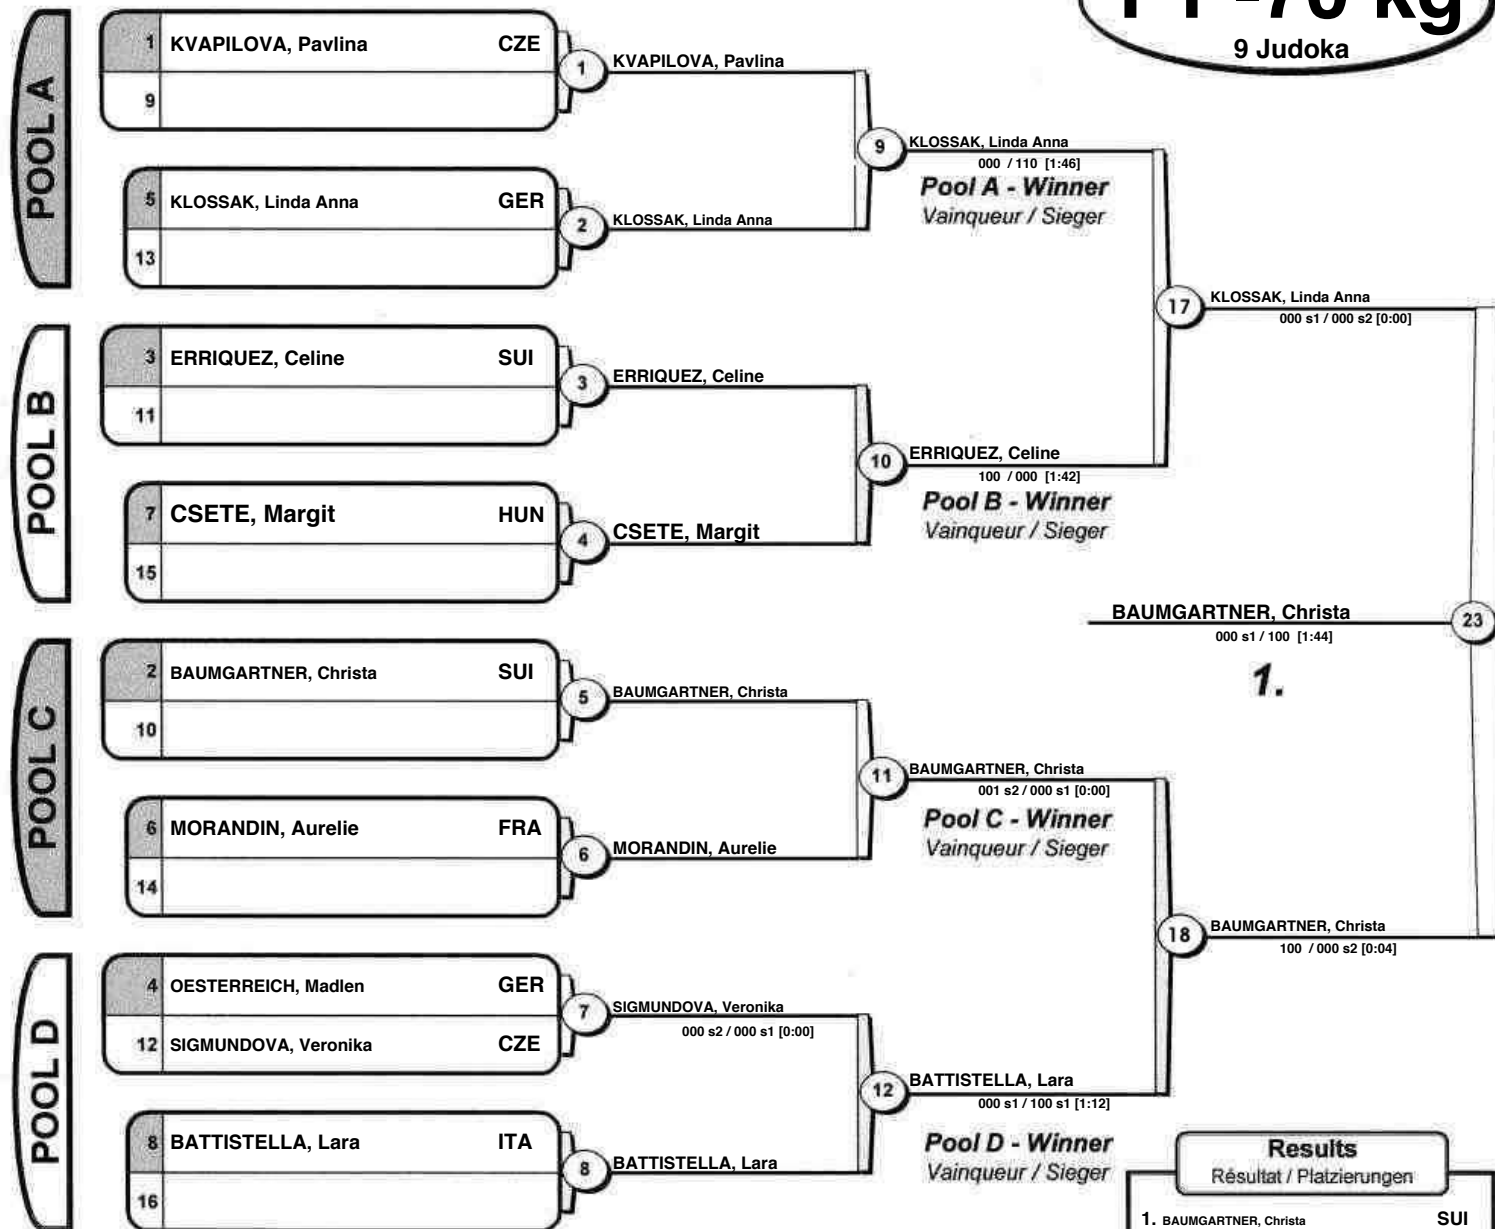 -70 kg
9 Judoka
POOL A
1 KVAPILOVA, Pavlina CZE
9
1 KVAPILOVA, Pavlina
5 KLOSSAK, Linda Anna GER
13
2 KLOSSAK, Linda Anna
9 KLOSSAK, Linda Anna
000 / 110 [1:46]
Pool A - Winner
Vainqueur / Sieger
POOL B
3 ERRIQUEZ, Celine SUI
11
3 ERRIQUEZ, Celine
7 CSETE, Margit HUN
15
4 CSETE, Margit
10 ERRIQUEZ, Celine
100 / 000 [1:42]
Pool B - Winner
Vainqueur / Sieger
17 KLOSSAK, Linda Anna
000 s1 / 000 s2 [0:00]
BAUMGARTNER, Christa 23
000 s1 / 100 [1:44]
1.
POOL C
2 BAUMGARTNER, Christa SUI
10
5 BAUMGARTNER, Christa
6 MORANDIN, Aurelie FRA
14
6 MORANDIN, Aurelie
11 BAUMGARTNER, Christa
001 s2 / 000 s1 [0:00]
Pool C - Winner
Vainqueur / Sieger
18 BAUMGARTNER, Christa
100 / 000 s2 [0:04]
POOL D
4 OESTERREICH, Madlen GER
12 SIGMUNDOVA, Veronika CZE
7 SIGMUNDOVA, Veronika
000 s2 / 000 s1 [0:00]
8 BATTISTELLA, Lara ITA
16
8 BATTISTELLA, Lara
12 BATTISTELLA, Lara
000 s1 / 100 s1 [1:12]
Pool D - Winner
Vainqueur / Sieger
Results
Résultat / Platzierungen
1. BAUMGARTNER, Christa SUI